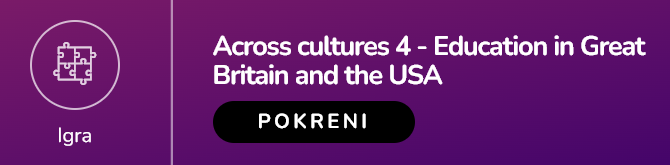 Across cultures 4 - Education in Great
Britain and the USA
POKRENI
Igra